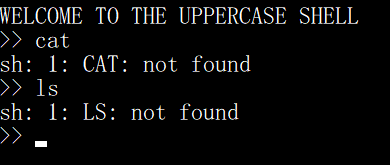 WELCOME TO THE UPPERCASE SHELL
>> cat
sh: 1: CAT: not found
>> ls
sh: 1: LS: not found
>>